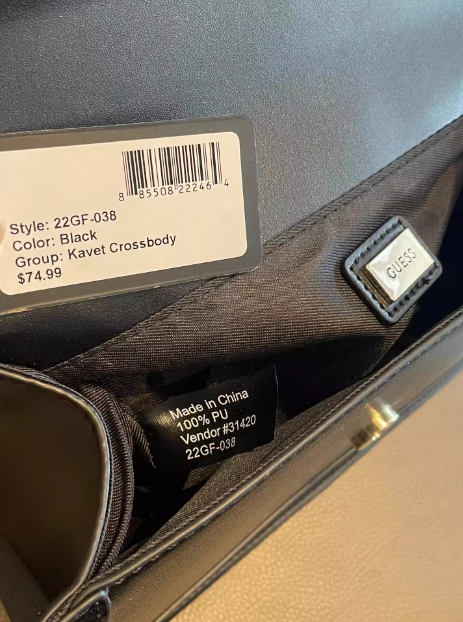 8 85508 22246 4
Style: 22GF-038
Color: Black
Group: Kavet Crossbody
$74.99
GUESS
Made in China
100% PU
Vendor #31420
22GF-038